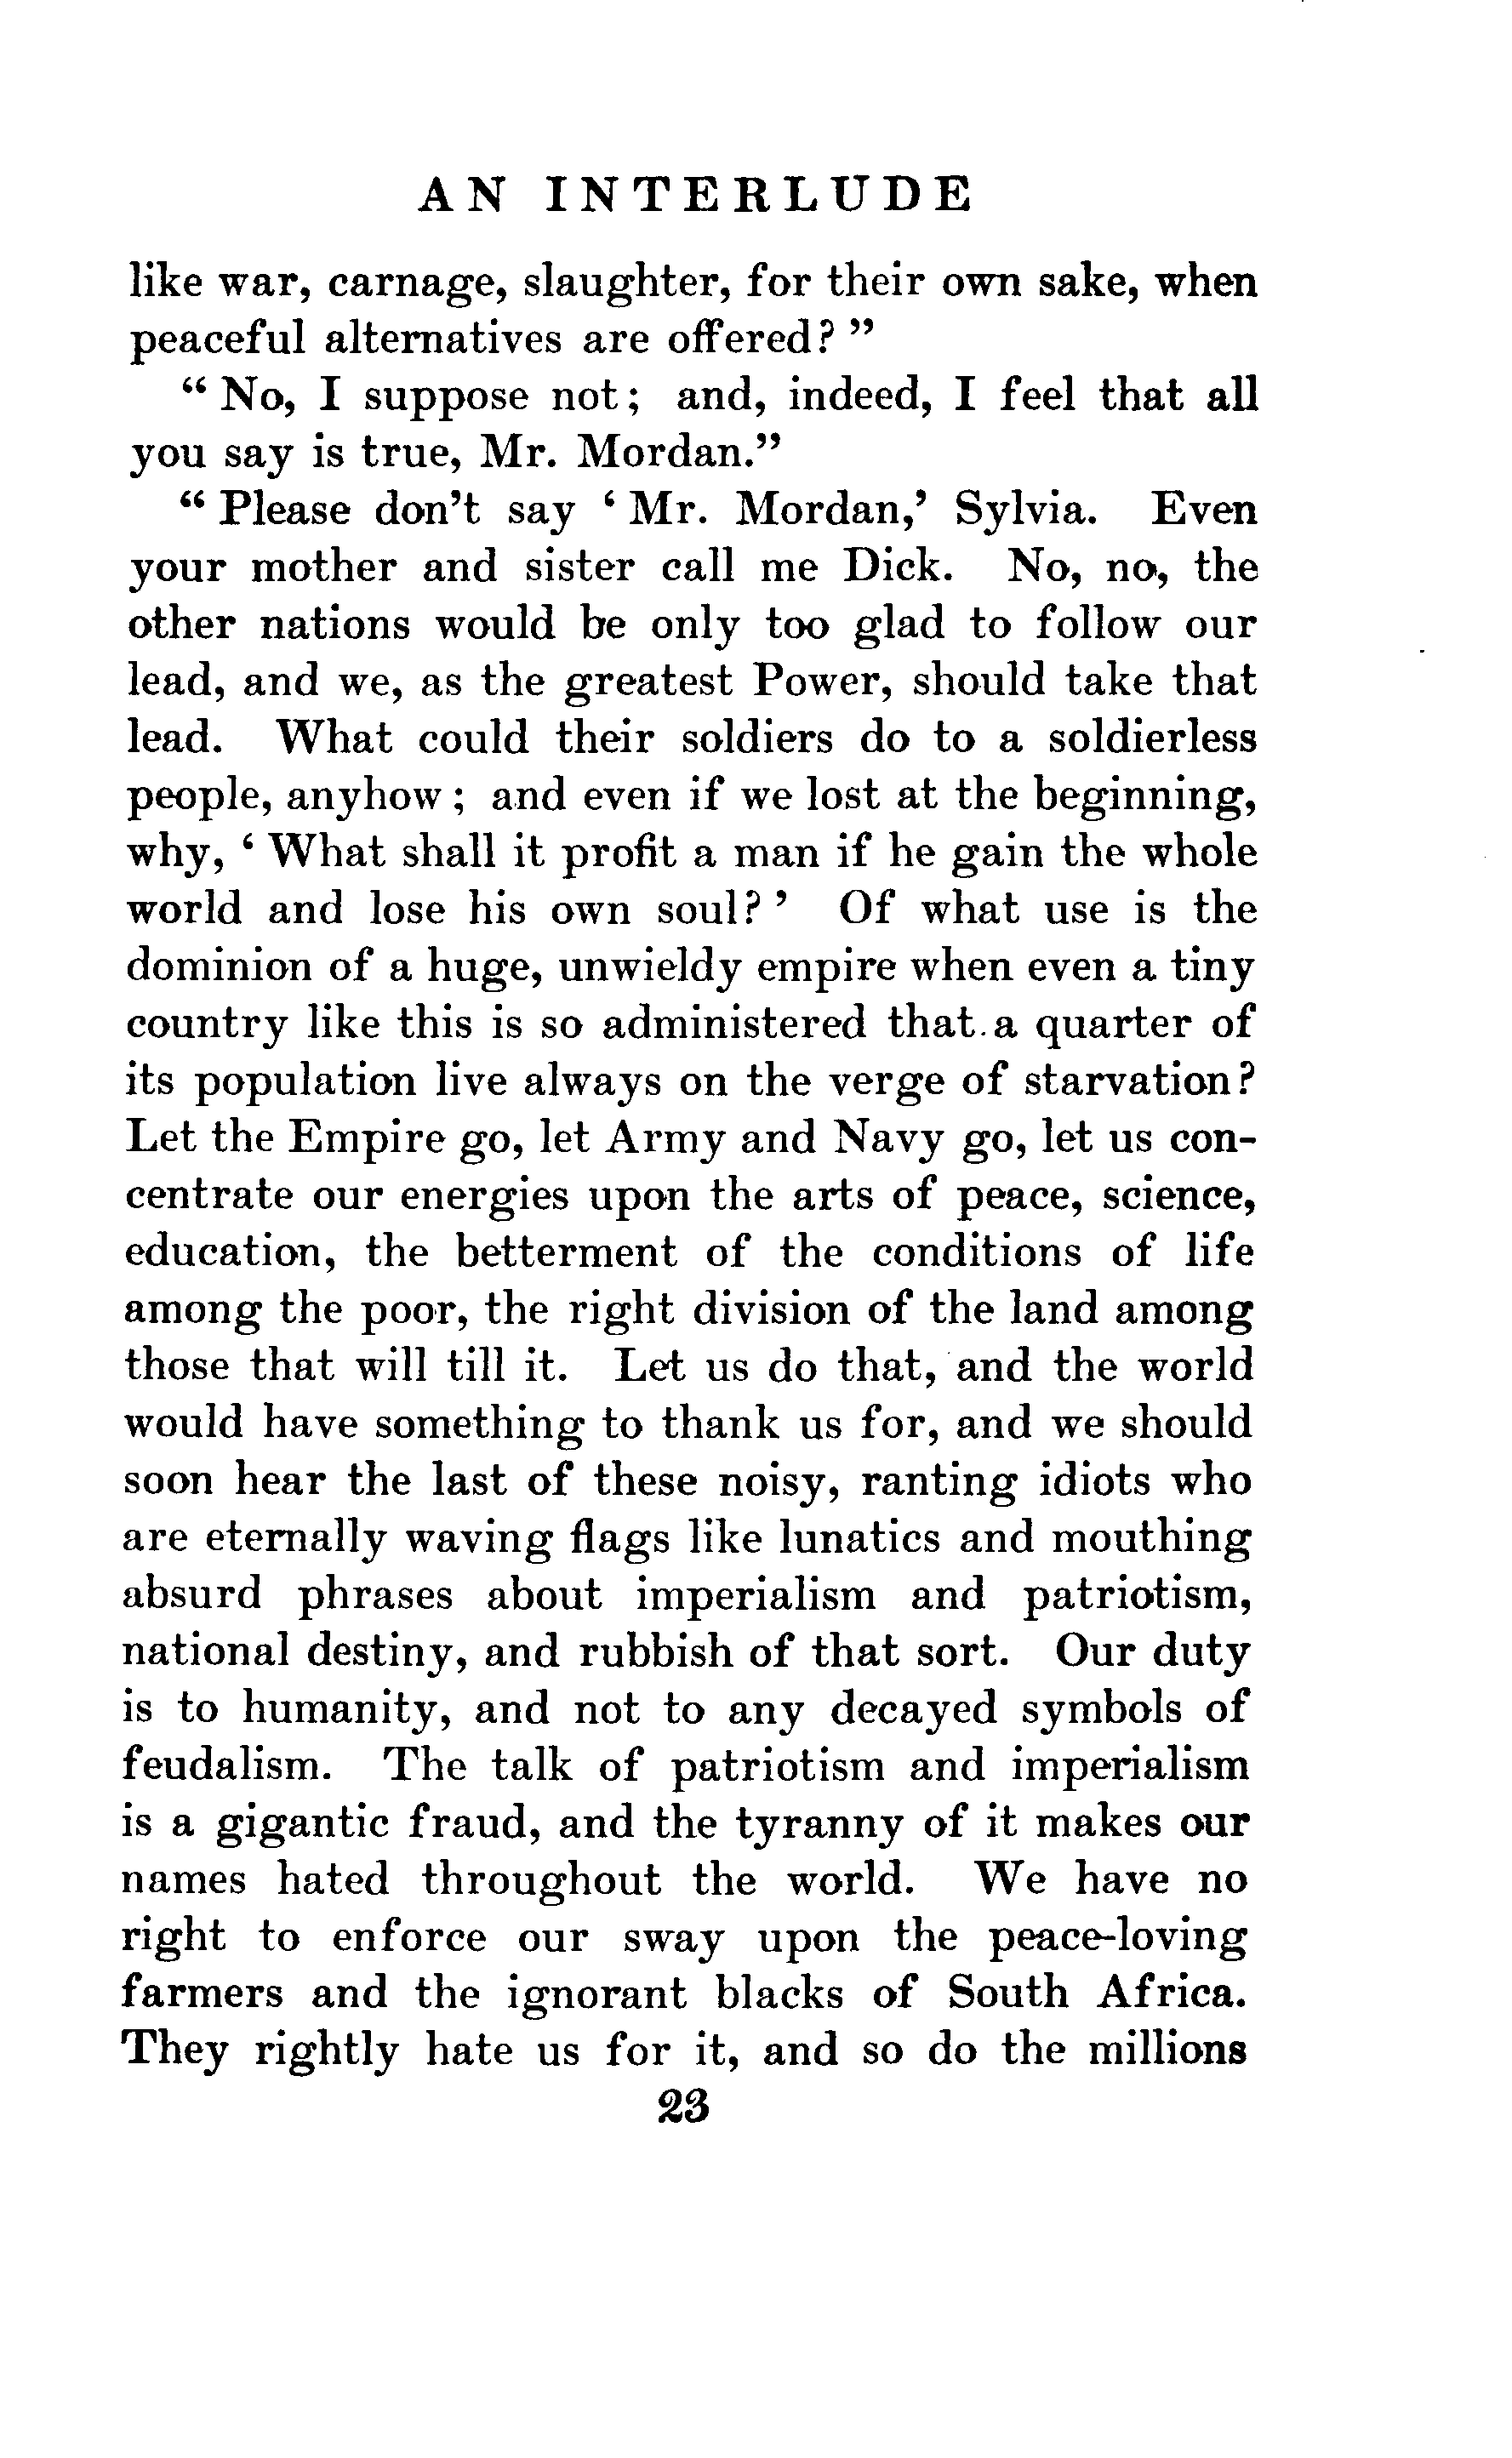 AN INTERLUDE
like war, carnage, slaughter, for their own sake, when
peaceful alternatives are offered? ”
“ No, I suppose not ; and, indeed, I feel that all
you say is true, Mr. Mordan.”
“ Please don’t say ‘ Mr. Mordan,’ Sylvia. Even
your mother and sister call me Dick. No, no, the
other nations would be only too glad to follow our
lead, and we, as the greatest Power, should take that
lead. What could their soldiers do to a soldierless
people, anyhow ; and even if we lost at the beginning,
why, ‘ What shall it profit a man if he gain the whole
world and lose his own soul? ’ Of what use is the
dominion of a huge, unwieldy empire when even a tiny
country like this is so administered that a quarter of
its population live always on the verge of starvation?
Let the Empire go, let Army and Navy go, let us con-
centrate our energies upon the arts of peace, science,
education, the betterment of the conditions of life
among the poor, the right division of the land among
those that will till it. Let us do that, and the world
would have something to thank us for, and we should
soon hear the last of these noisy, ranting idiots who
are eternally waving flags like lunatics and mouthing
absurd phrases about imperialism and patriotism,
national destiny, and rubbish of that sort. Our duty
is to humanity, and not to any decayed symbols of
feudalism. The talk of patriotism and imperialism
is a gigantic fraud, and the tyranny of it makes our
names hated throughout the world. We have no
right to enforce our sway upon the peace-loving
farmers and the ignorant blacks of South Africa.
They rightly hate us for it, and so do the millions
23